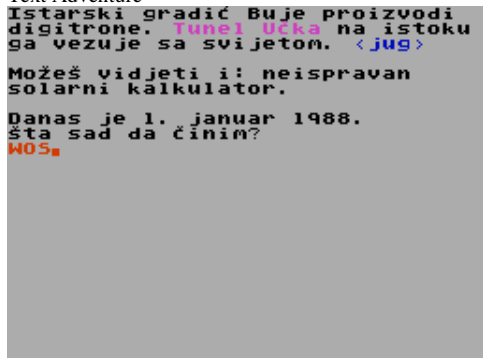 Text Adventure
Istarski gradić Buje proizvodi
digitrone. Tunel Učka na istoku
ga vezuje sa svijetom. <jug>
Možeš vidjeti i: neispravan
solarni kalkulator.
Danas je 1. januar 1988.
šta sad da činim?
WOS